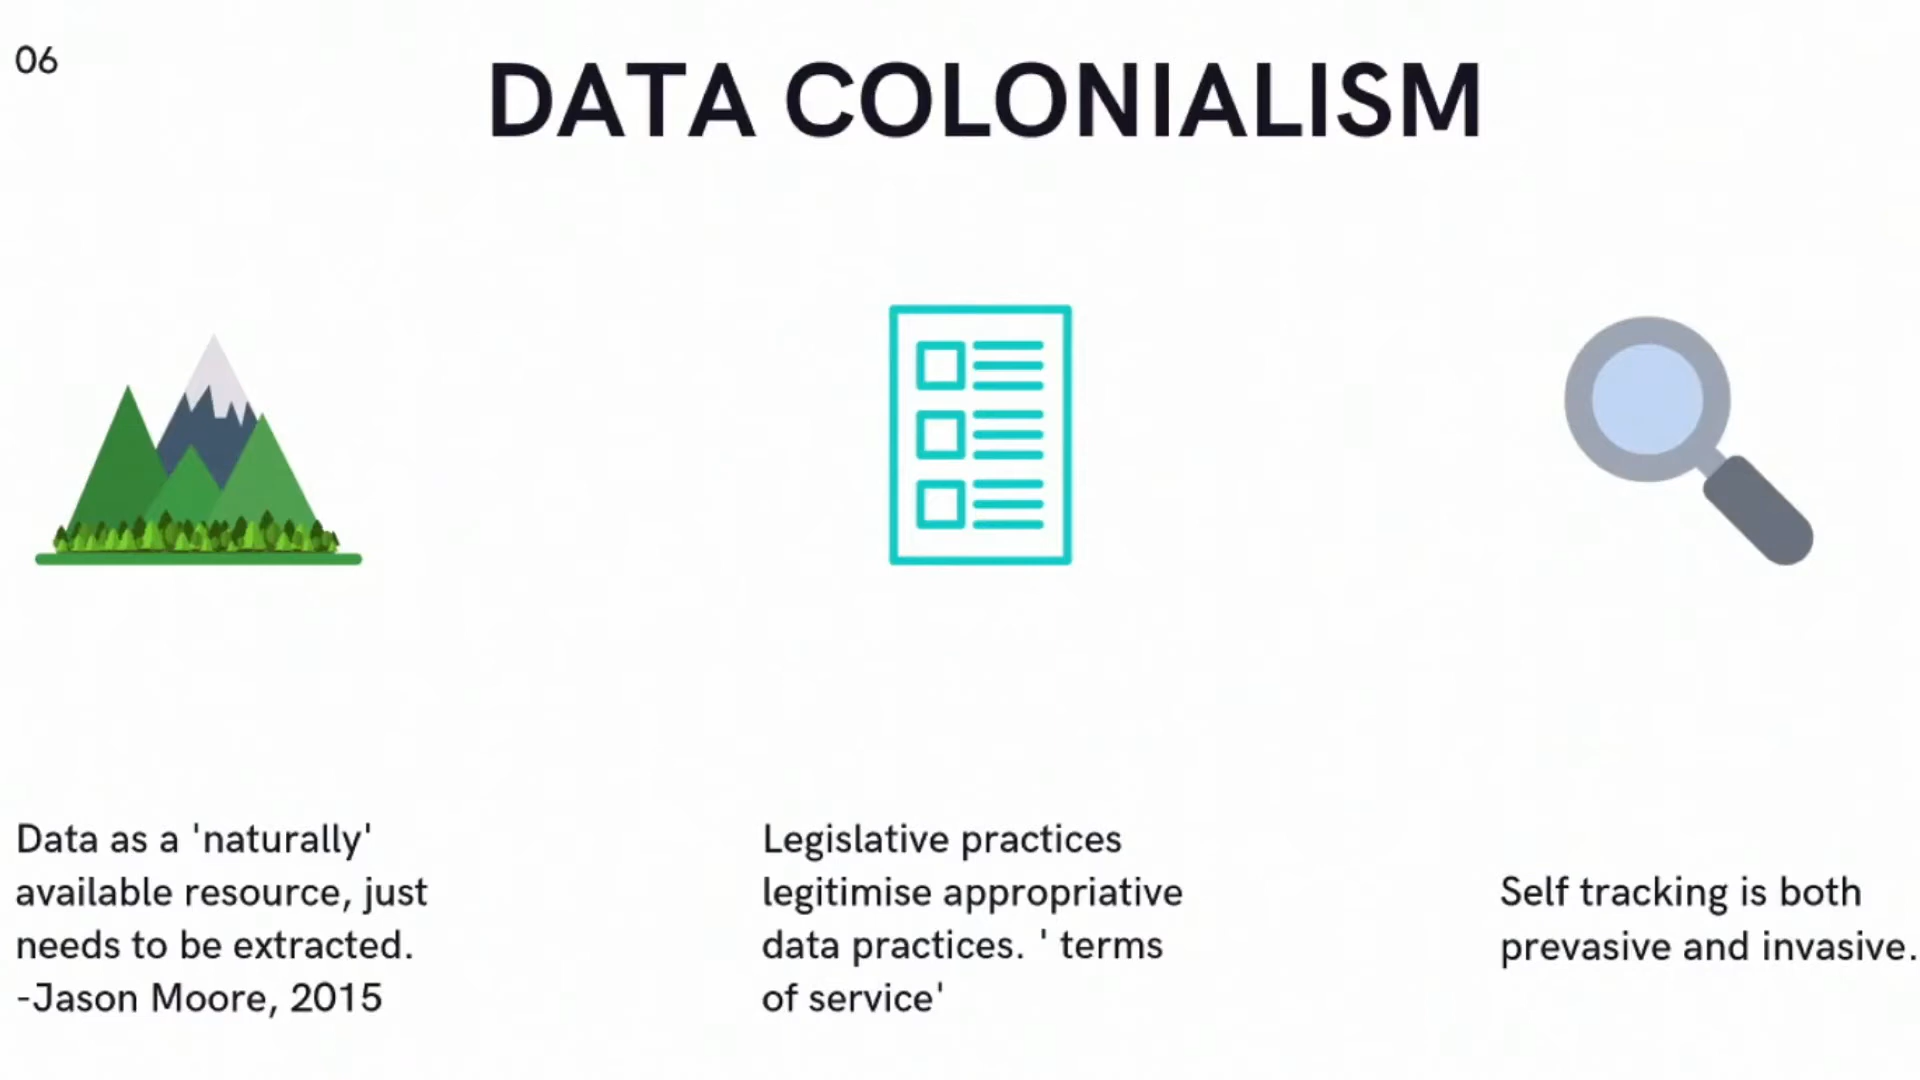 06
DATA COLONIALISM
Data as a 'naturally'
available resource, just
needs to be extracted.
-Jason Moore, 2015
Legislative practices
legitimise appropriative
data practices. ' terms
of service'
Self tracking is both
prevasive and invasive.